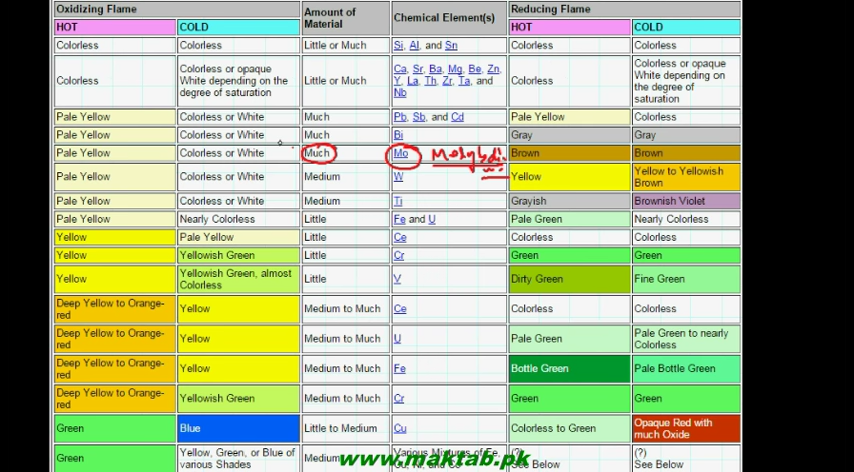 Oxidizing Flame Amount of Material Chemical Element(s) Reducing Flame
HOT COLD HOT COLD
Colorless Colorless Little or Much Si, Al, and Sn Colorless Colorless
Colorless Colorless or opaque White depending on the degree of saturation Little or Much Ca, Sr, Ba, Mg, Be, Zn, Y, La, Th, Zr, Ta, and Nb Colorless Colorless or opaque White depending on the degree of saturation
Pale Yellow Colorless or White Much Pb, Sb, and Cd Pale Yellow Colorless
Pale Yellow Colorless or White Much Bi Gray Gray
Pale Yellow Colorless or White Much Mo Brown Brown
Pale Yellow Colorless or White Medium W Yellow Yellow to Yellowish Brown
Pale Yellow Colorless or White Medium Ti Grayish Brownish Violet
Pale Yellow Nearly Colorless Little Fe and U Pale Green Nearly Colorless
Yellow Pale Yellow Little Ce Colorless Colorless
Yellow Yellowish Green Little Cr Green Green
Yellow Yellowish Green, almost Colorless Little V Dirty Green Fine Green
Deep Yellow to Orange-red Yellow Medium to Much Ce Colorless Colorless
Deep Yellow to Orange-red Yellow Medium to Much U Pale Green Pale Green to nearly Colorless
Deep Yellow to Orange-red Yellow Medium to Much Fe Bottle Green Pale Bottle Green
Deep Yellow to Orange-red Yellowish Green Medium to Much Cr Green Green
Green Blue Little to Medium Cu Colorless to Green Opaque Red with much Oxide
Green Yellow, Green, or Blue of various Shades Medium Various Mixtures of Fe, (?) See Below (?) See Below
www.maktab.pk